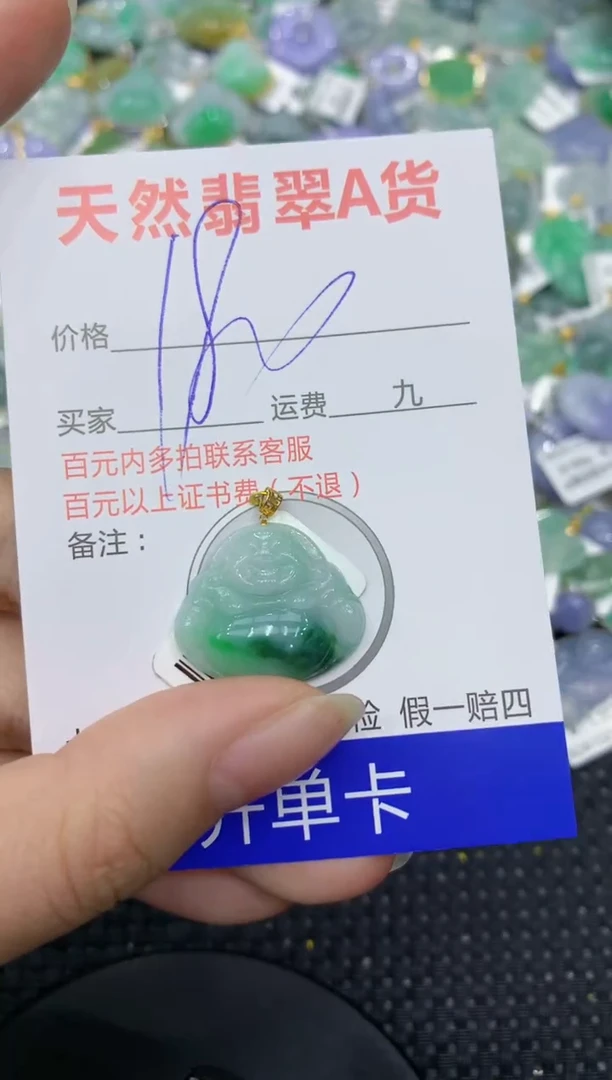 天然翡翠A货
价格
买家 运费 九
百元内多拍联系客服
百元以上证书费（不退）
备注：
检 假一赔四
开单卡